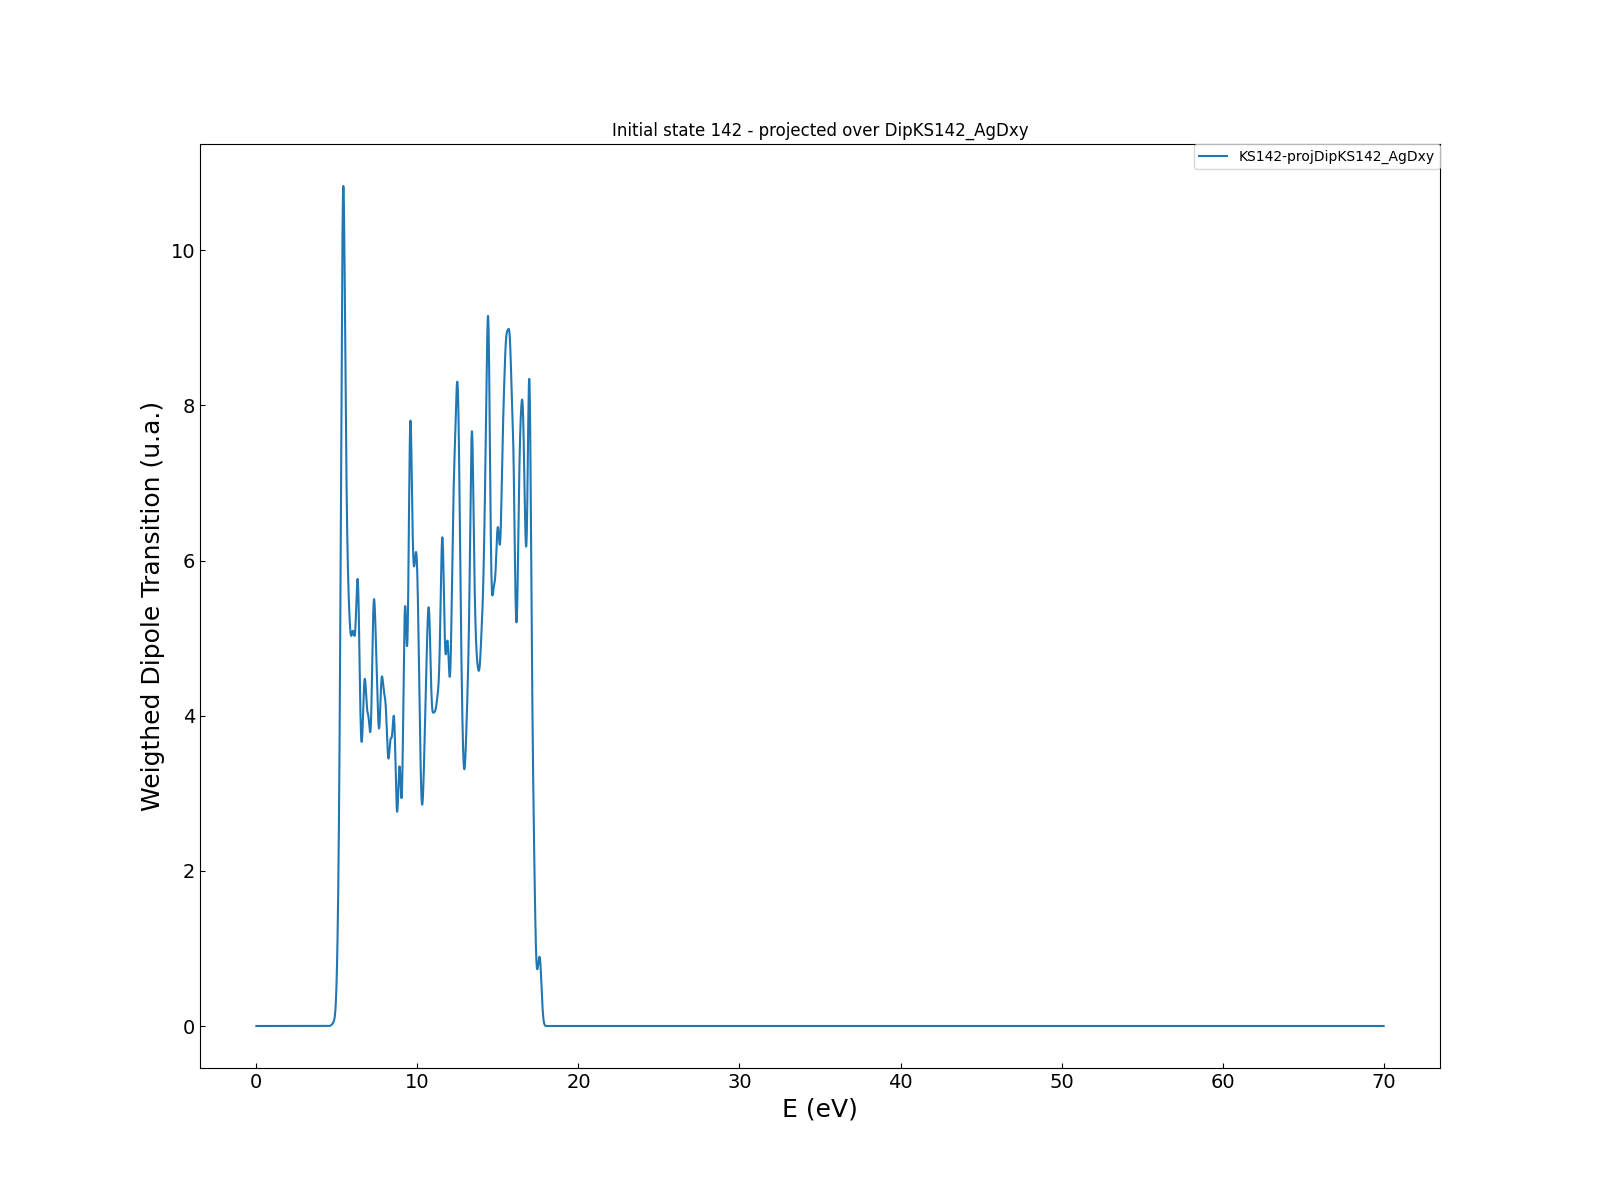 Initial state 142 - projected over DipKS142_AgDxy
KS142-projDipKS142_AgDxy
Weigthed Dipole Transition (u.a.)
10
8
6
4
2
0
0 10 20 30 40 50 60 70
E (eV)